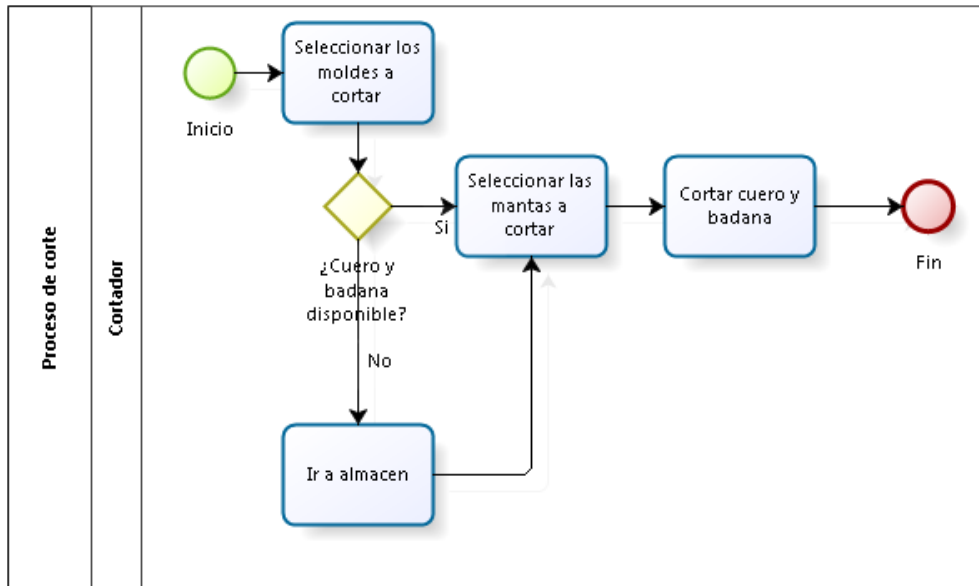 Proceso de corte
Cortador
Inicio
Seleccionar los
moldes a
cortar
¿Cuero y
badana
disponible?
Si
No
Ir a almacen
Seleccionar las
mantas a
cortar
Cortar cuero y
badana
Fin